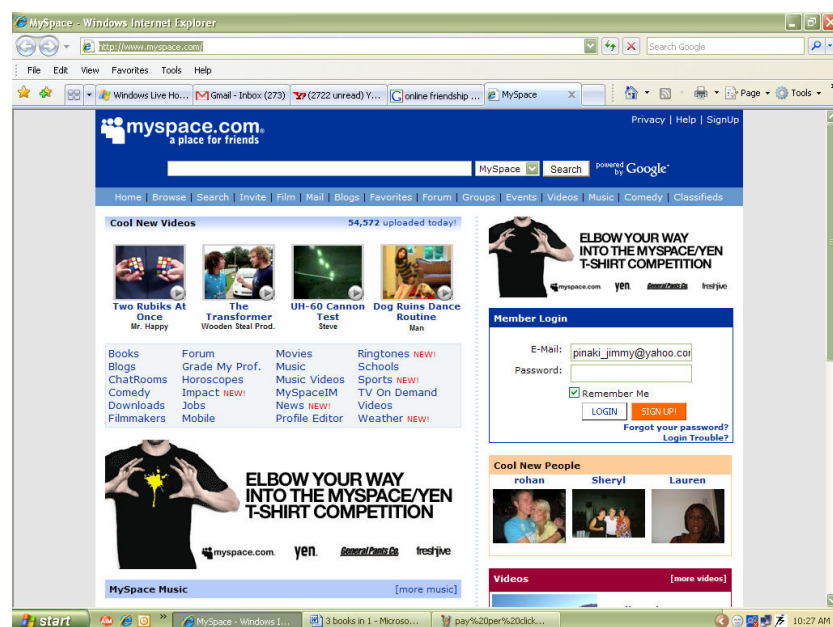 MySpace - Windows Internet Explorer
http://www.myspace.com/
Search Google
File Edit View Favorites Tools Help
Windows Live Ho... Gmail - Inbox (273) (2722 unread) Y... online friendship ... MySpace Page Tools
Privacy | Help | SignUp
myspace.com.
a place for friends
MySpace Search powered by Google
Home | Browse | Search | Invite | Film | Mail | Blogs | Favorites | Forum | Groups | Events | Videos | Music | Comedy | Classifieds
Cool New Videos 54,572 uploaded today!
Two Rubiks At Once
Mr. Happy
The Transformer
Wooden Steal Prod.
UH-60 Cannon Test
Steve
Dog Ruins Dance Routine
Man
Books Forum Movies Ringtones NEW!
Blogs Grade My Prof. Music Schools
ChatRooms Horoscopes Music Videos Sports NEW!
Comedy Impact NEW! MySpaceIM TV On Demand
Downloads Jobs News NEW! Videos
Filmmakers Mobile Profile Editor Weather NEW!
ELBOW YOUR WAY
INTO THE MYSPACE/YEN
T-SHIRT COMPETITION
myspace.com. yen. General Pants Co. freshjive
MySpace Music [more music]
ELBOW YOUR WAY
INTO THE MYSPACE/YEN
T-SHIRT COMPETITION
myspace.com yen. General Pants Co. freshjive
Member Login
E-Mail: pinaki_jimmy@yahoo.com
Password:
Remember Me
LOGIN SIGN UP!
Forgot your password?
Login Trouble?
Cool New People
rohan Sheryl Lauren
Videos [more videos]
start MySpace - Windows I... 3 books in 1 - Microso... pay%20per%20click... 10:27 AM